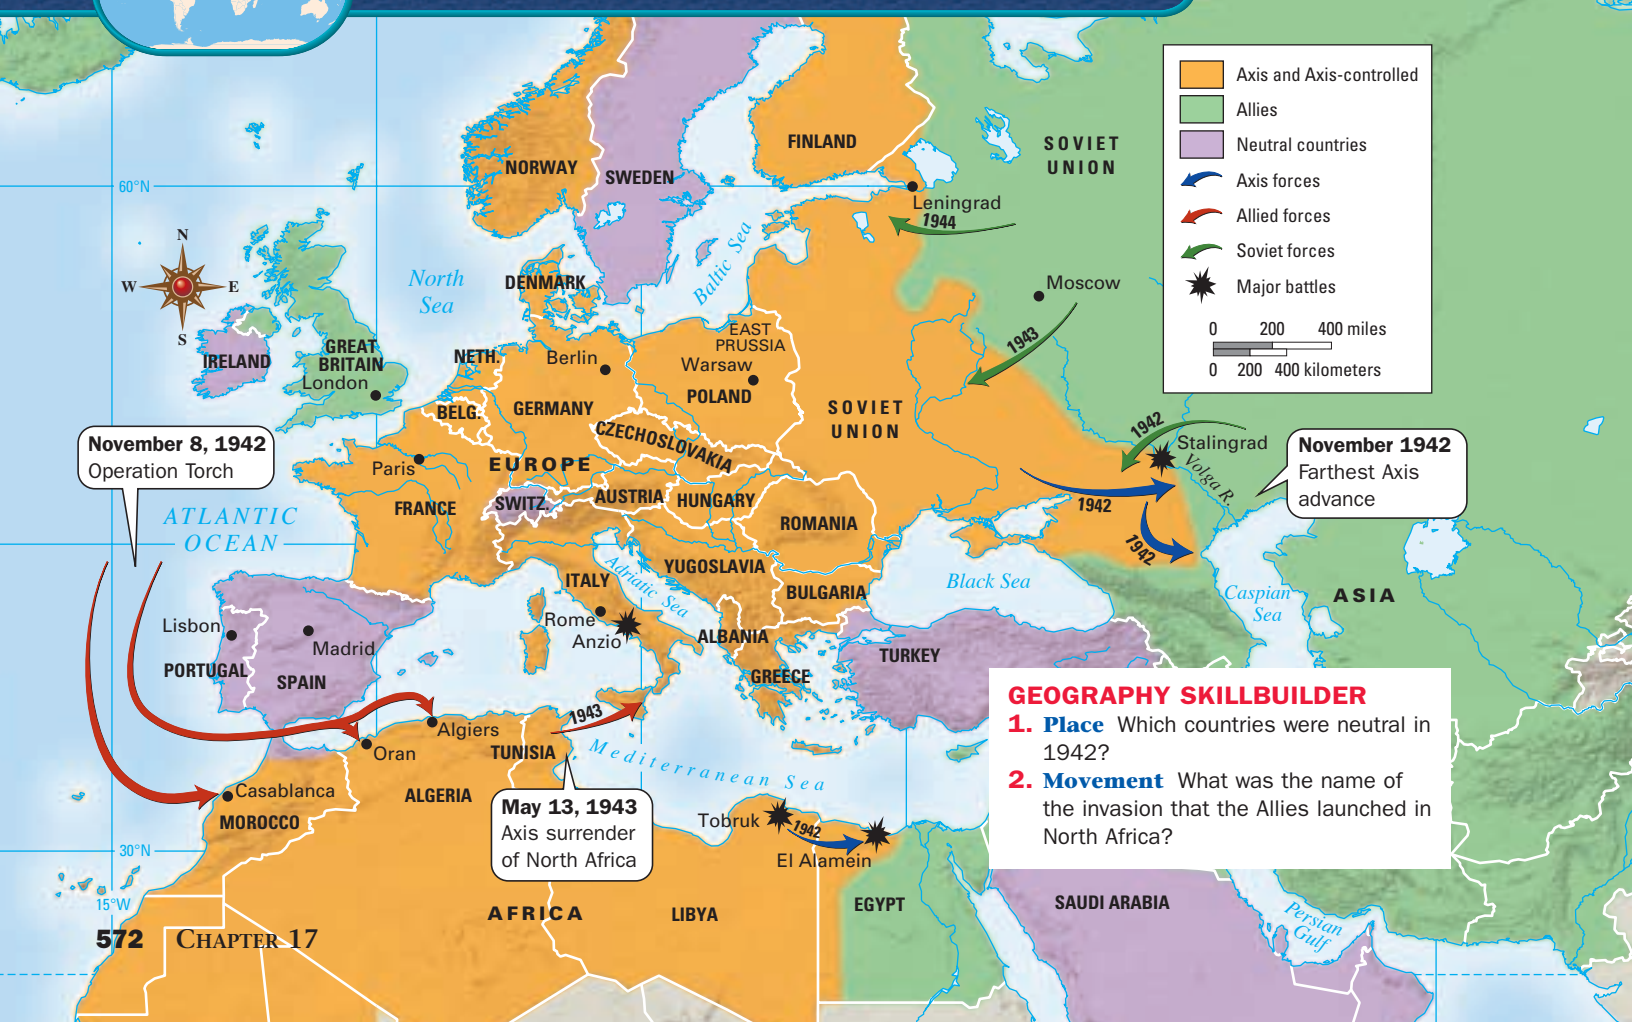 Axis and Axis-controlled
Allies
Neutral countries
Axis forces
Allied forces
Soviet forces
Major battles
0 200 400 miles
0 200 400 kilometers
60°N
N
W E
S
NORWAY
SWEDEN
FINLAND
SOVIET
UNION
Leningrad
1944
Moscow
1943
North
Sea
DENMARK
Baltic Sea
IRELAND
GREAT
BRITAIN
London
NETH.
Berlin
EAST
PRUSSIA
Warsaw
POLAND
BELG.
GERMANY
CZECHOSLOVAKIA
SOVIET
UNION
1942
Stalingrad
Volga R.
November 1942
Farthest Axis
advance
November 8, 1942
Operation Torch
Paris
EUROPE
FRANCE
SWITZ.
AUSTRIA
HUNGARY
ROMANIA
1942
1942
ATLANTIC
OCEAN
ITALY
Adriatic Sea
YUGOSLAVIA
BULGARIA
Black Sea
Caspian
Sea
ASIA
Lisbon
Madrid
PORTUGAL
SPAIN
Rome
Anzio
ALBANIA
GREECE
TURKEY
1943
Algiers
Oran
TUNISIA
Mediterranean Sea
Casablanca
MOROCCO
ALGERIA
May 13, 1943
Axis surrender
of North Africa
Tobruk
1942
El Alamein
GEOGRAPHY SKILLBUILDER
1. Place Which countries were neutral in
1942?
2. Movement What was the name of
the invasion that the Allies launched in
North Africa?
30°N
15°W
AFRICA
LIBYA
EGYPT
SAUDI ARABIA
Persian
Gulf
572 CHAPTER 17